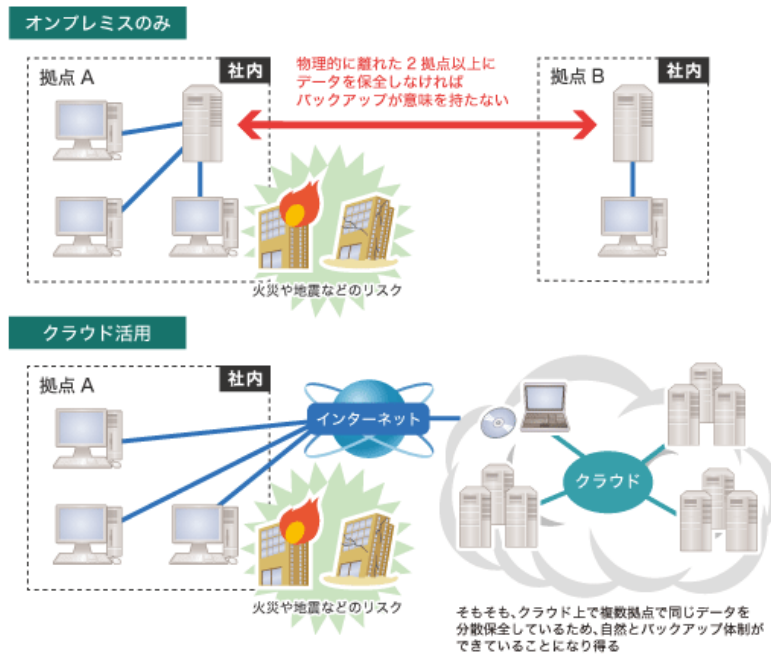 オンプレミスのみ
拠点 A
社内
物理的に離れた 2 拠点以上に
データを保全しなければ
バックアップが意味を持たない
拠点 B
社内
火災や地震などのリスク
クラウド活用
拠点 A
社内
インターネット
クラウド
火災や地震などのリスク
そもそも、クラウド上で複数拠点で同じデータを
分散保全しているため、自然とバックアップ体制が
できていることになり得る